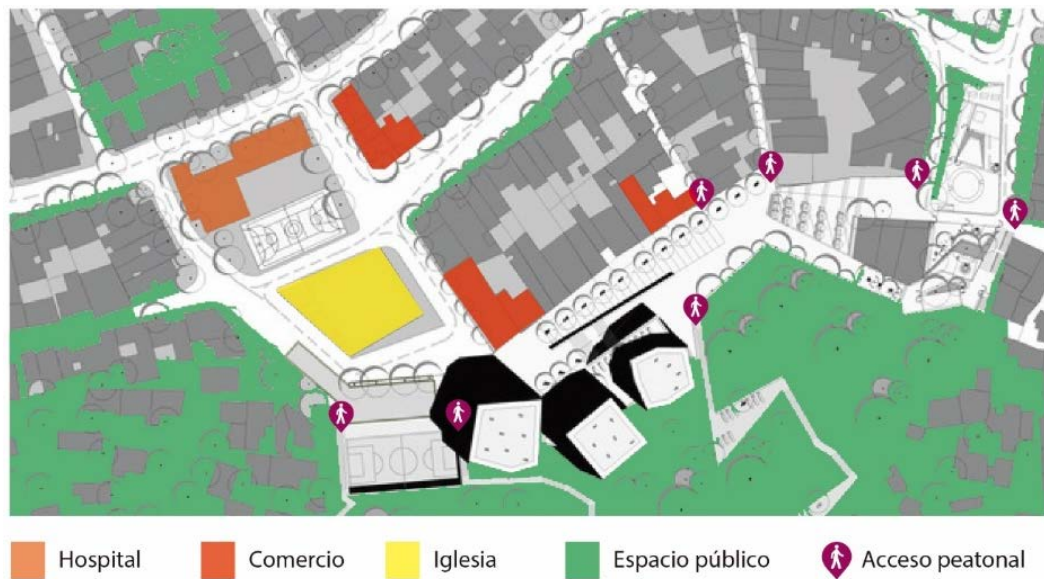 Hospital
Comercio
Iglesia
Espacio público
Acceso peatonal